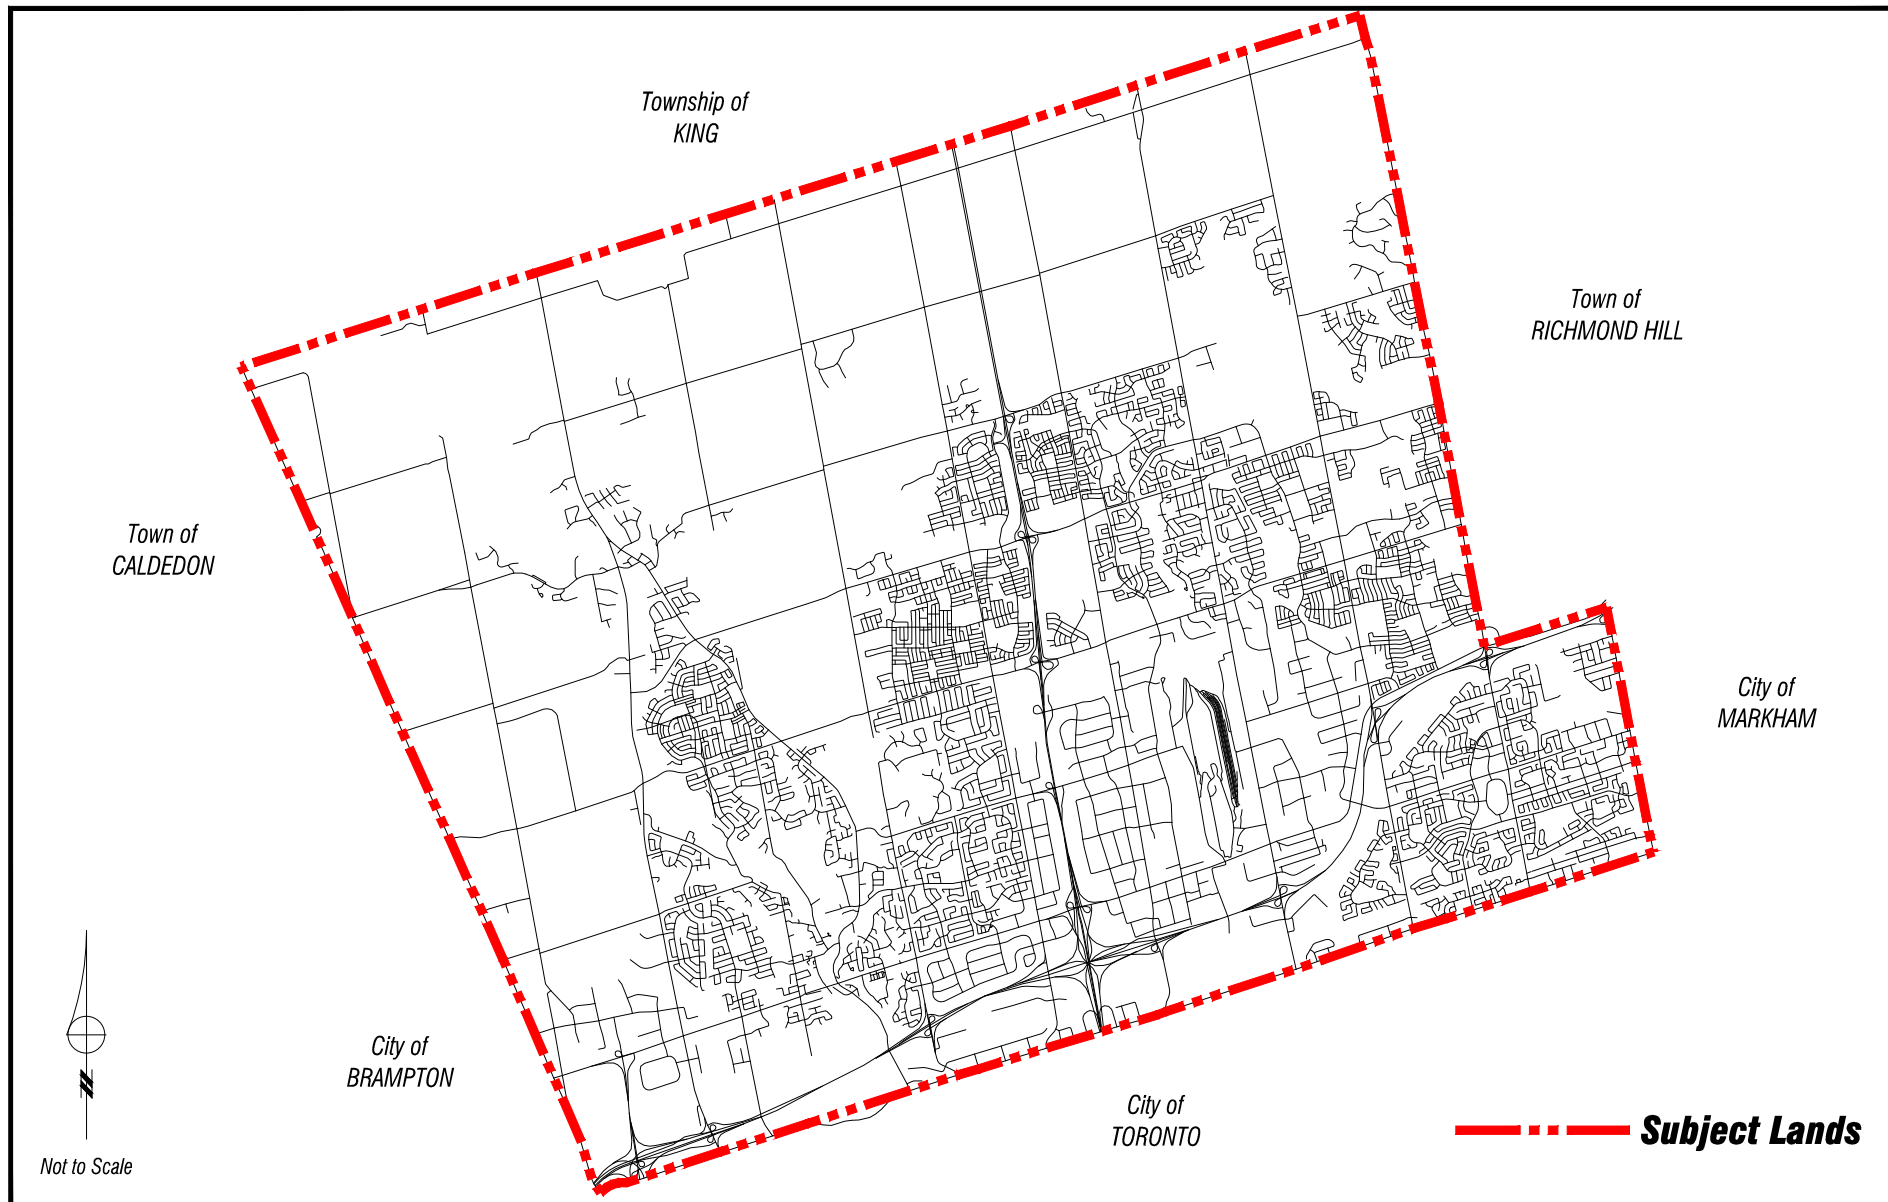 Township of
KING
Town of
RICHMOND HILL
Town of
CALDEDON
City of
MARKHAM
City of
BRAMPTON
City of
TORONTO
Subject Lands
N
Not to Scale